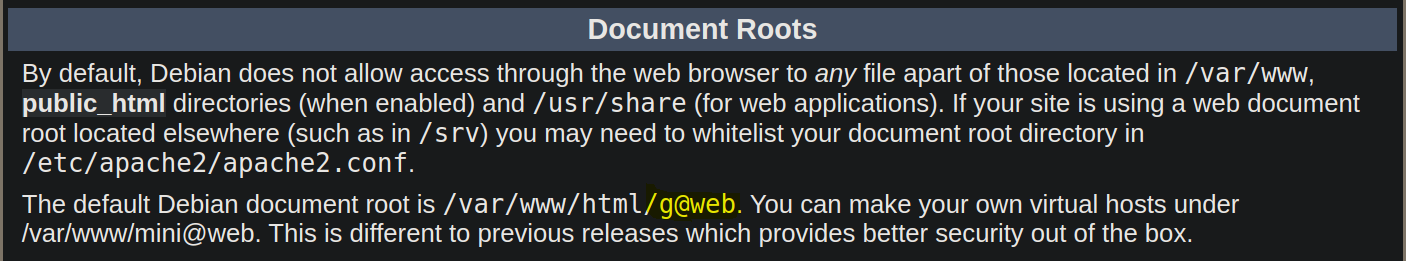 Document Roots
By default, Debian does not allow access through the web browser to any file apart of those located in /var/www,
public_html directories (when enabled) and /usr/share (for web applications). If your site is using a web document
root located elsewhere (such as in /srv) you may need to whitelist your document root directory in
/etc/apache2/apache2.conf.
The default Debian document root is /var/www/html/g@web. You can make your own virtual hosts under
/var/www/mini@web. This is different to previous releases which provides better security out of the box.